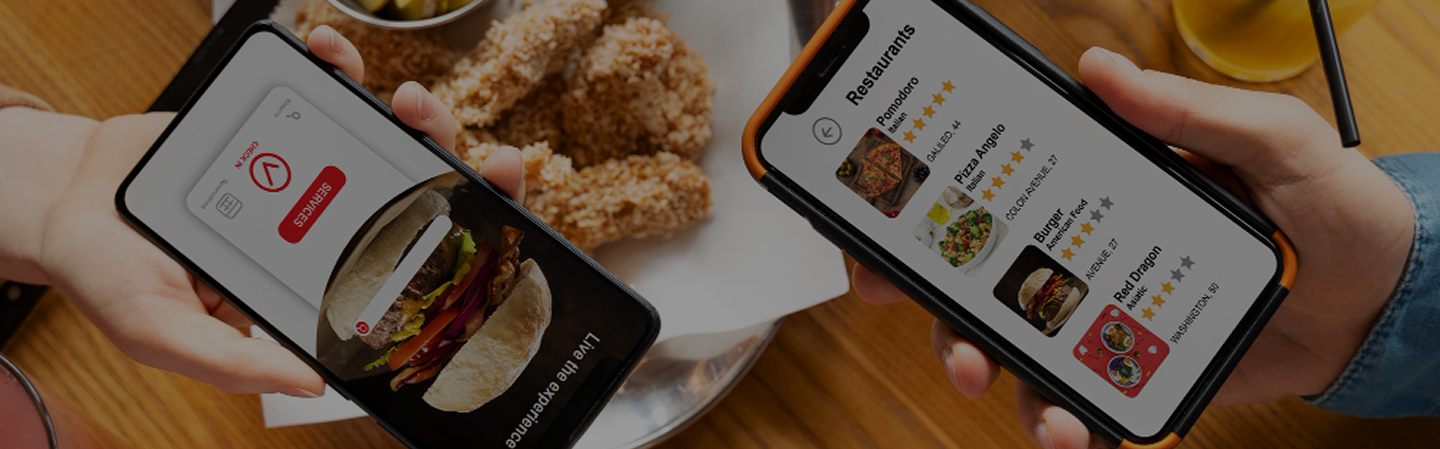 CHECK IN
SERVICES
Live the experience
Restaurants
Pomodoro
Italian
GALILEO, 44
Pizza Angelo
Italian
COLON AVENUE, 27
Burger
American Food
AVENUE, 27
Red Dragon
Asiatic
WASHINGTON, 50